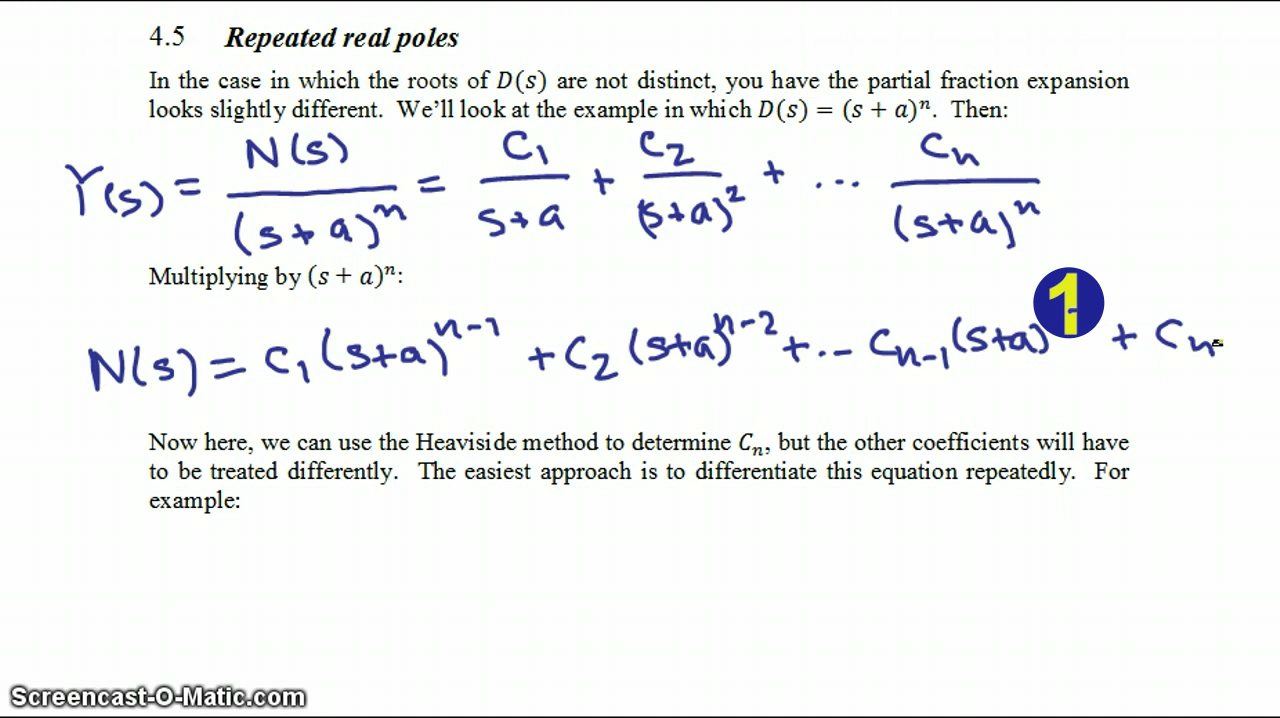 4.5 Repeated real poles
In the case in which the roots of D(s) are not distinct, you have the partial fraction expansion
looks slightly different. We'll look at the example in which D(s) = (s + a)ⁿ. Then:
Y(s) = N(s)/(s+a)ⁿ = C₁/(s+a) + C₂/(s+a)² + ... Cₙ/(s+a)ⁿ
Multiplying by (s + a)ⁿ:
N(s) = C₁(s+a)ⁿ⁻¹ + C₂(s+a)ⁿ⁻² + ... Cₙ₋₁(s+a)¹ + Cₙ
Now here, we can use the Heaviside method to determine Cₙ, but the other coefficients will have
to be treated differently. The easiest approach is to differentiate this equation repeatedly. For
example:
Screencast-O-Matic.com